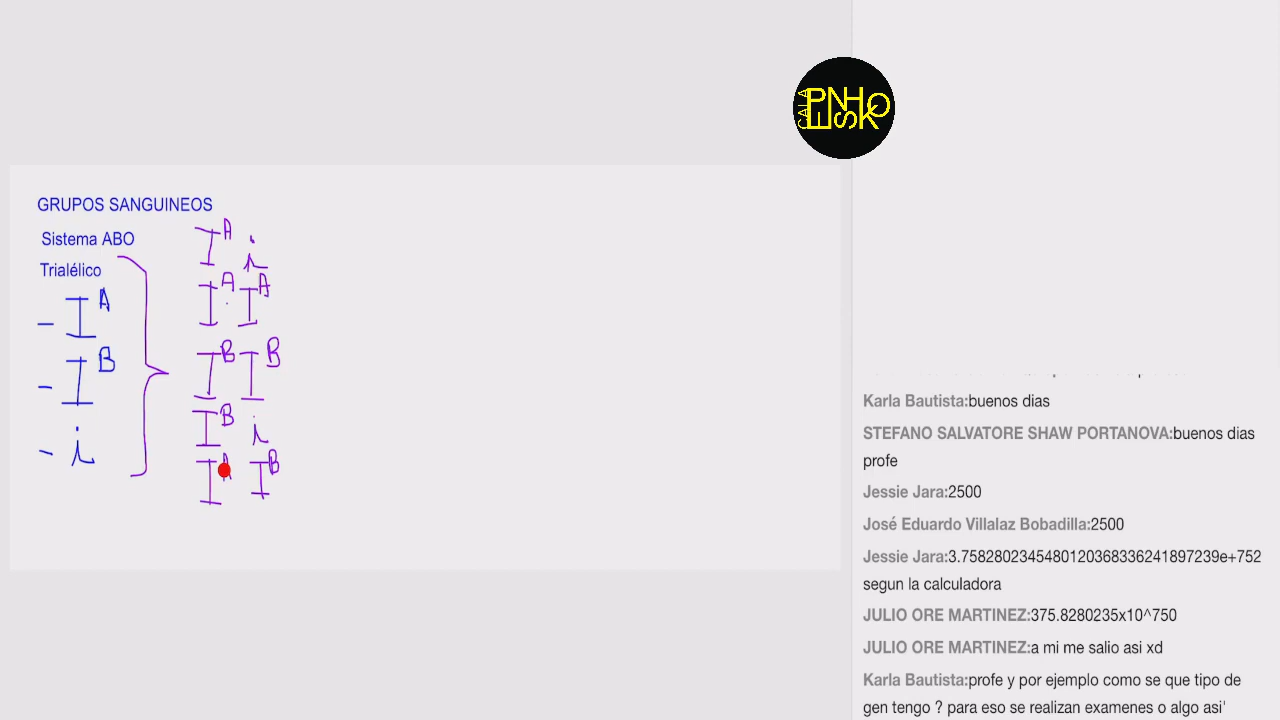 CALA
PENHO
ESK
GRUPOS SANGUINEOS
Sistema ABO
Trialélico
- I^A
- I^B
- i
I^A i
I^A I^A
I^B I^B
I^B i
I^A I^B
Karla Bautista:buenos dias
STEFANO SALVATORE SHAW PORTANOVA:buenos dias
profe
Jessie Jara:2500
José Eduardo Villalaz Bobadilla:2500
Jessie Jara:3.7582802345480120368336241897239e+752
segun la calculadora
JULIO ORE MARTINEZ:375.8280235x10^750
JULIO ORE MARTINEZ:a mi me salio asi xd
Karla Bautista:profe y por ejemplo como se que tipo de
gen tengo ? para eso se realizan examenes o algo asi'